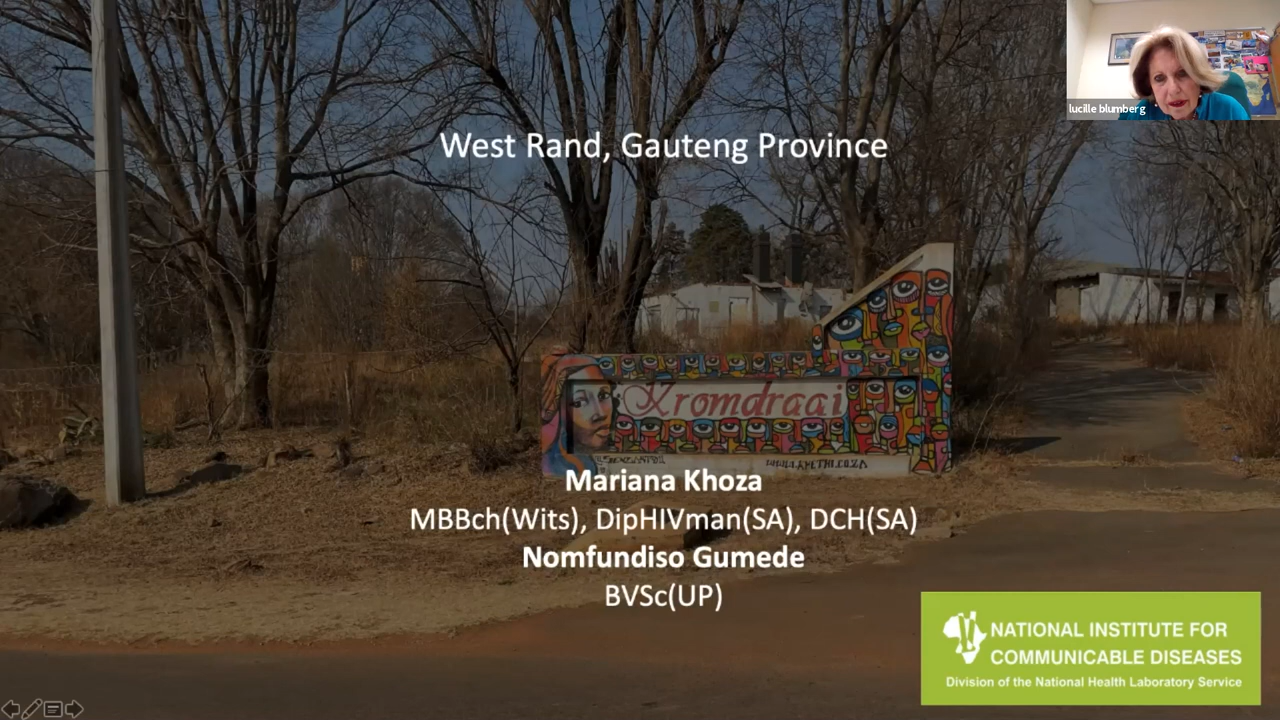 lucille blumberg
West Rand, Gauteng Province
Kromdraai
Mariana Khoza
MBBch(Wits), DipHIVman(SA), DCH(SA)
Nomfundiso Gumede
BVSc(UP)
NATIONAL INSTITUTE FOR
COMMUNICABLE DISEASES
Division of the National Health Laboratory Service